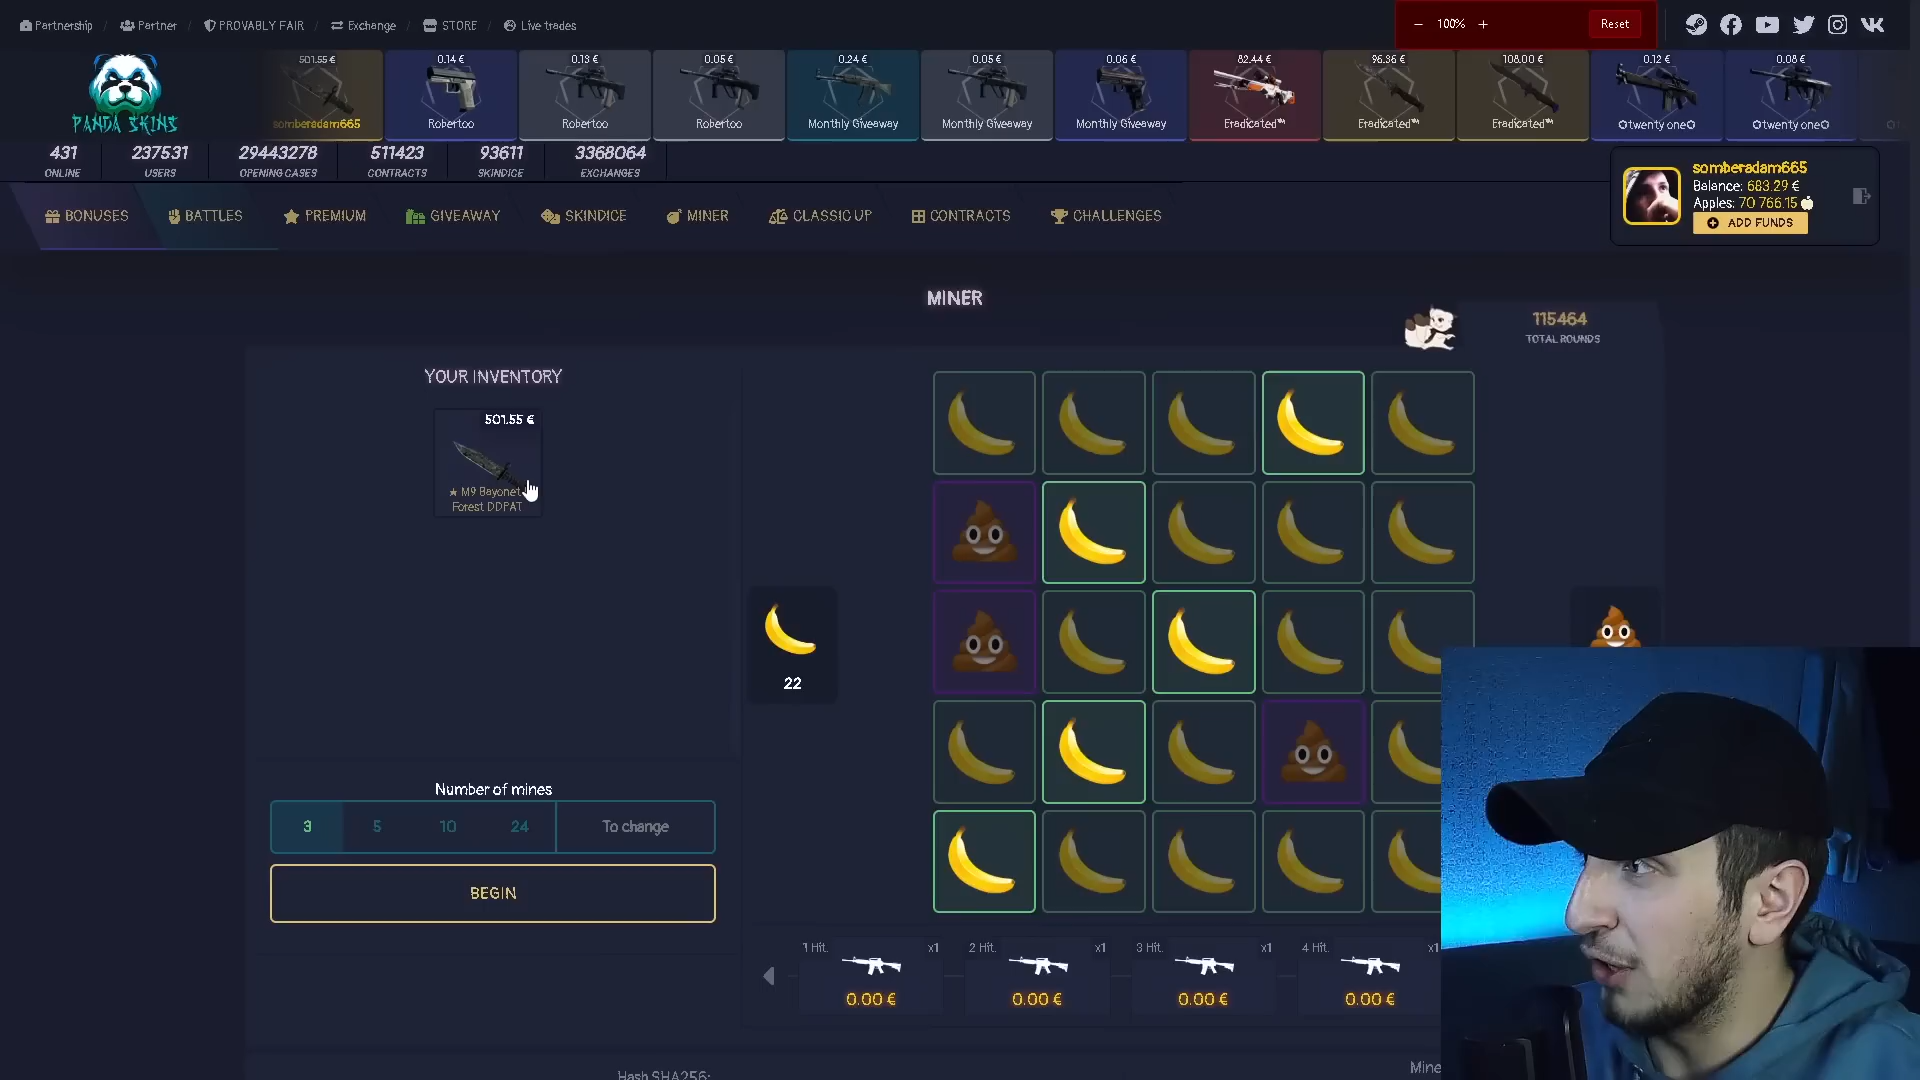 Partnership / Partner / PROVABLY FAIR / Exchange / STORE / Live trades
− 100% + Reset
PANDA SKINS
501.55 € 0.14 € 0.13 € 0.05 € 0.24 € 0.05 € 0.06 € 82.44 € 96.36 € 108.00 € 0.12 € 0.08 €
somberadam665 Robertoo Robertoo Robertoo Monthly Giveaway Monthly Giveaway Monthly Giveaway Eradicated™ Eradicated™ Eradicated™ ✪twenty one✪ ✪twenty one✪
431 237531 29443278 511423 93611 3368064
ONLINE USERS OPENING CASES CONTRACTS SKINDICE EXCHANGES
somberadam665
Balance: 683.29 €
Apples: 70 766.15
ADD FUNDS
BONUSES BATTLES PREMIUM GIVEAWAY SKINDICE MINER CLASSIC UP CONTRACTS CHALLENGES
MINER
115464
TOTAL ROUNDS
YOUR INVENTORY
501.55 €
★ M9 Bayonet
Forest DDPAT
22
Number of mines
3 5 10 24 To change
BEGIN
1 Hit. x1 2 Hit. x1 3 Hit. x1 4 Hit. x1
0.00 € 0.00 € 0.00 € 0.00 €
Hash SHA256:
Mine